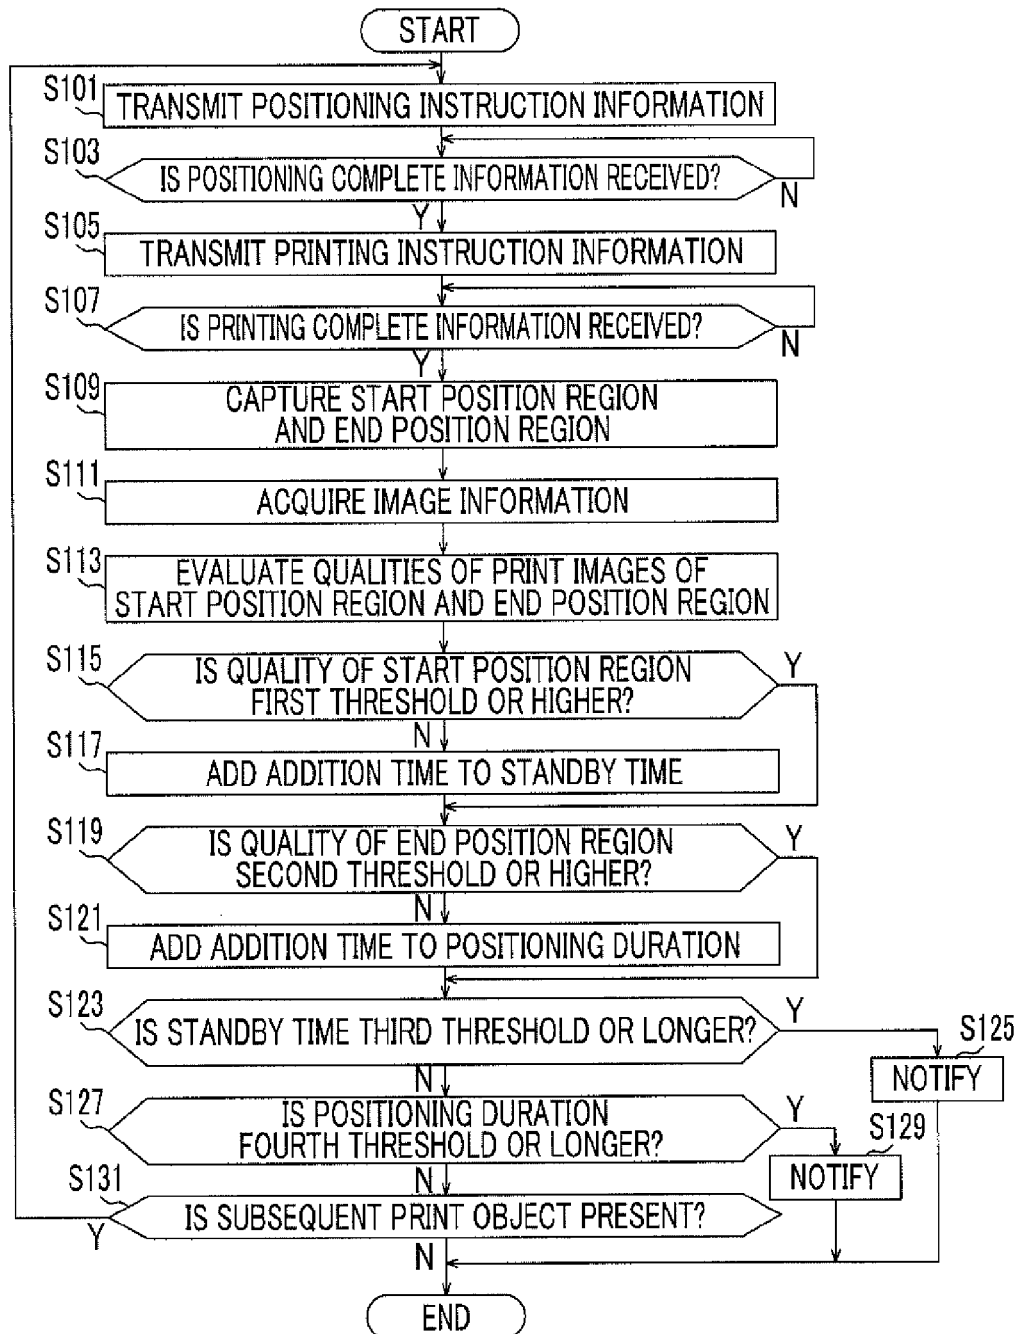 START
S101
TRANSMIT POSITIONING INSTRUCTION INFORMATION
S103
IS POSITIONING COMPLETE INFORMATION RECEIVED?
N
Y
S105
TRANSMIT PRINTING INSTRUCTION INFORMATION
S107
IS PRINTING COMPLETE INFORMATION RECEIVED?
N
Y
S109
CAPTURE START POSITION REGION
AND END POSITION REGION
S111
ACQUIRE IMAGE INFORMATION
S113
EVALUATE QUALITIES OF PRINT IMAGES OF
START POSITION REGION AND END POSITION REGION
S115
IS QUALITY OF START POSITION REGION
FIRST THRESHOLD OR HIGHER?
Y
N
S117
ADD ADDITION TIME TO STANDBY TIME
S119
IS QUALITY OF END POSITION REGION
SECOND THRESHOLD OR HIGHER?
Y
N
S121
ADD ADDITION TIME TO POSITIONING DURATION
S123
IS STANDBY TIME THIRD THRESHOLD OR LONGER?
Y
S125
NOTIFY
N
S127
IS POSITIONING DURATION
FOURTH THRESHOLD OR LONGER?
Y
S129
NOTIFY
N
S131
IS SUBSEQUENT PRINT OBJECT PRESENT?
Y
N
END